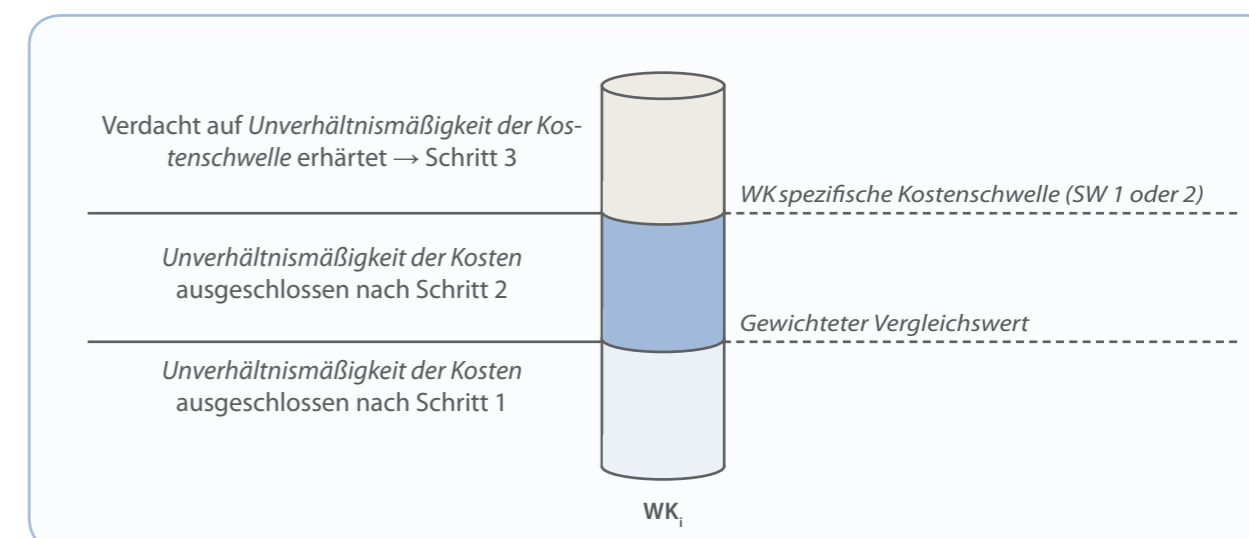 Verdacht auf Unverhältnismäßigkeit der Kos-
tenschwelle erhärtet → Schritt 3
WK spezifische Kostenschwelle (SW 1 oder 2)
Unverhältnismäßigkeit der Kosten
ausgeschlossen nach Schritt 2
Gewichteter Vergleichswert
Unverhältnismäßigkeit der Kosten
ausgeschlossen nach Schritt 1
WKi